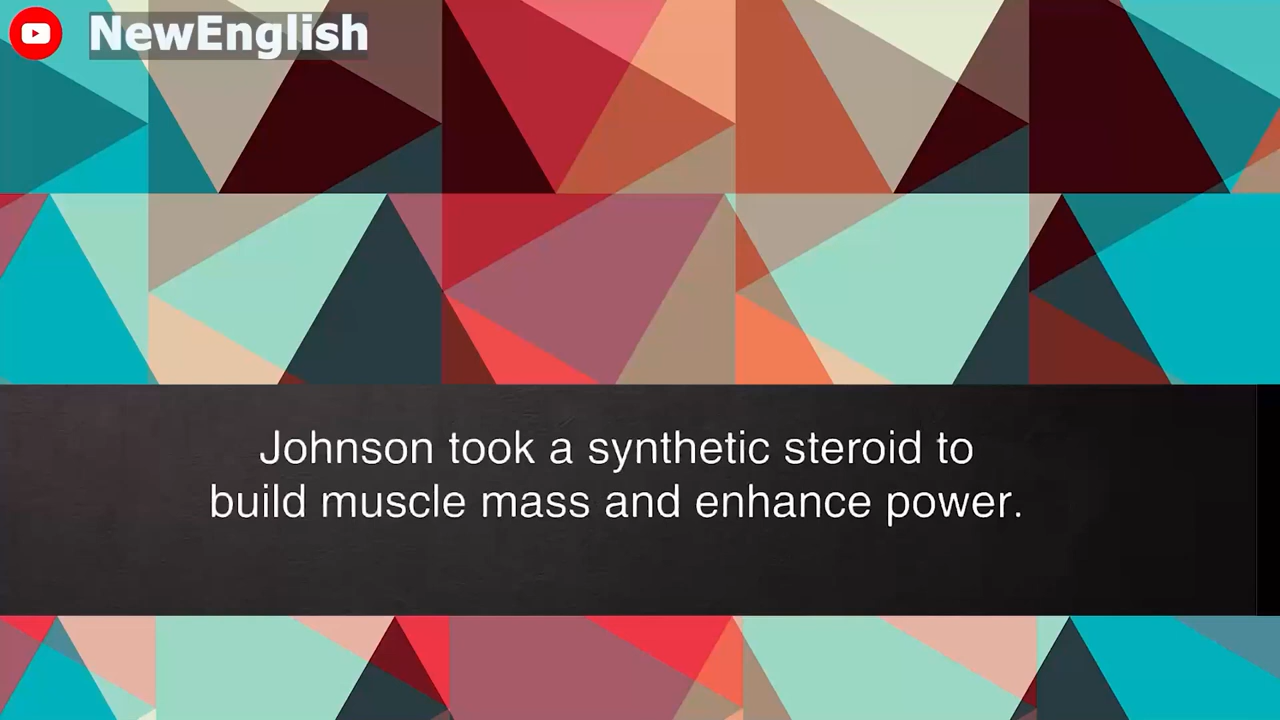 NewEnglish
Johnson took a synthetic steroid to
build muscle mass and enhance power.